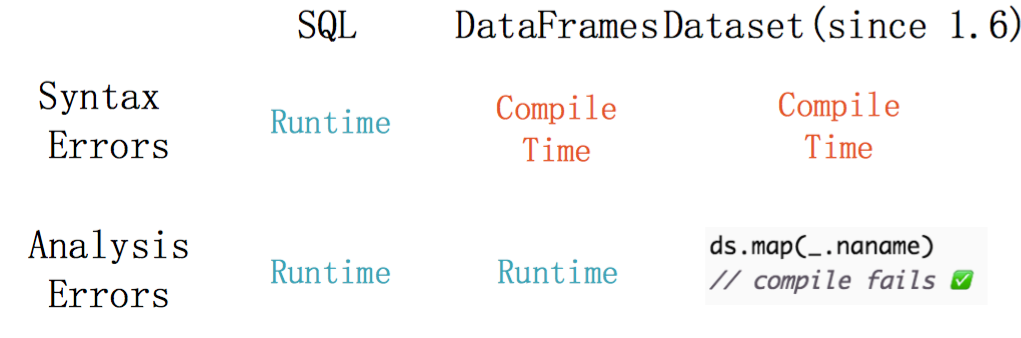 SQL DataFrames Dataset(since 1.6)
Syntax
Errors
Runtime
Compile
Time
Compile
Time
Analysis
Errors
Runtime
Runtime
ds.map(_.naname)
// compile fails ✅